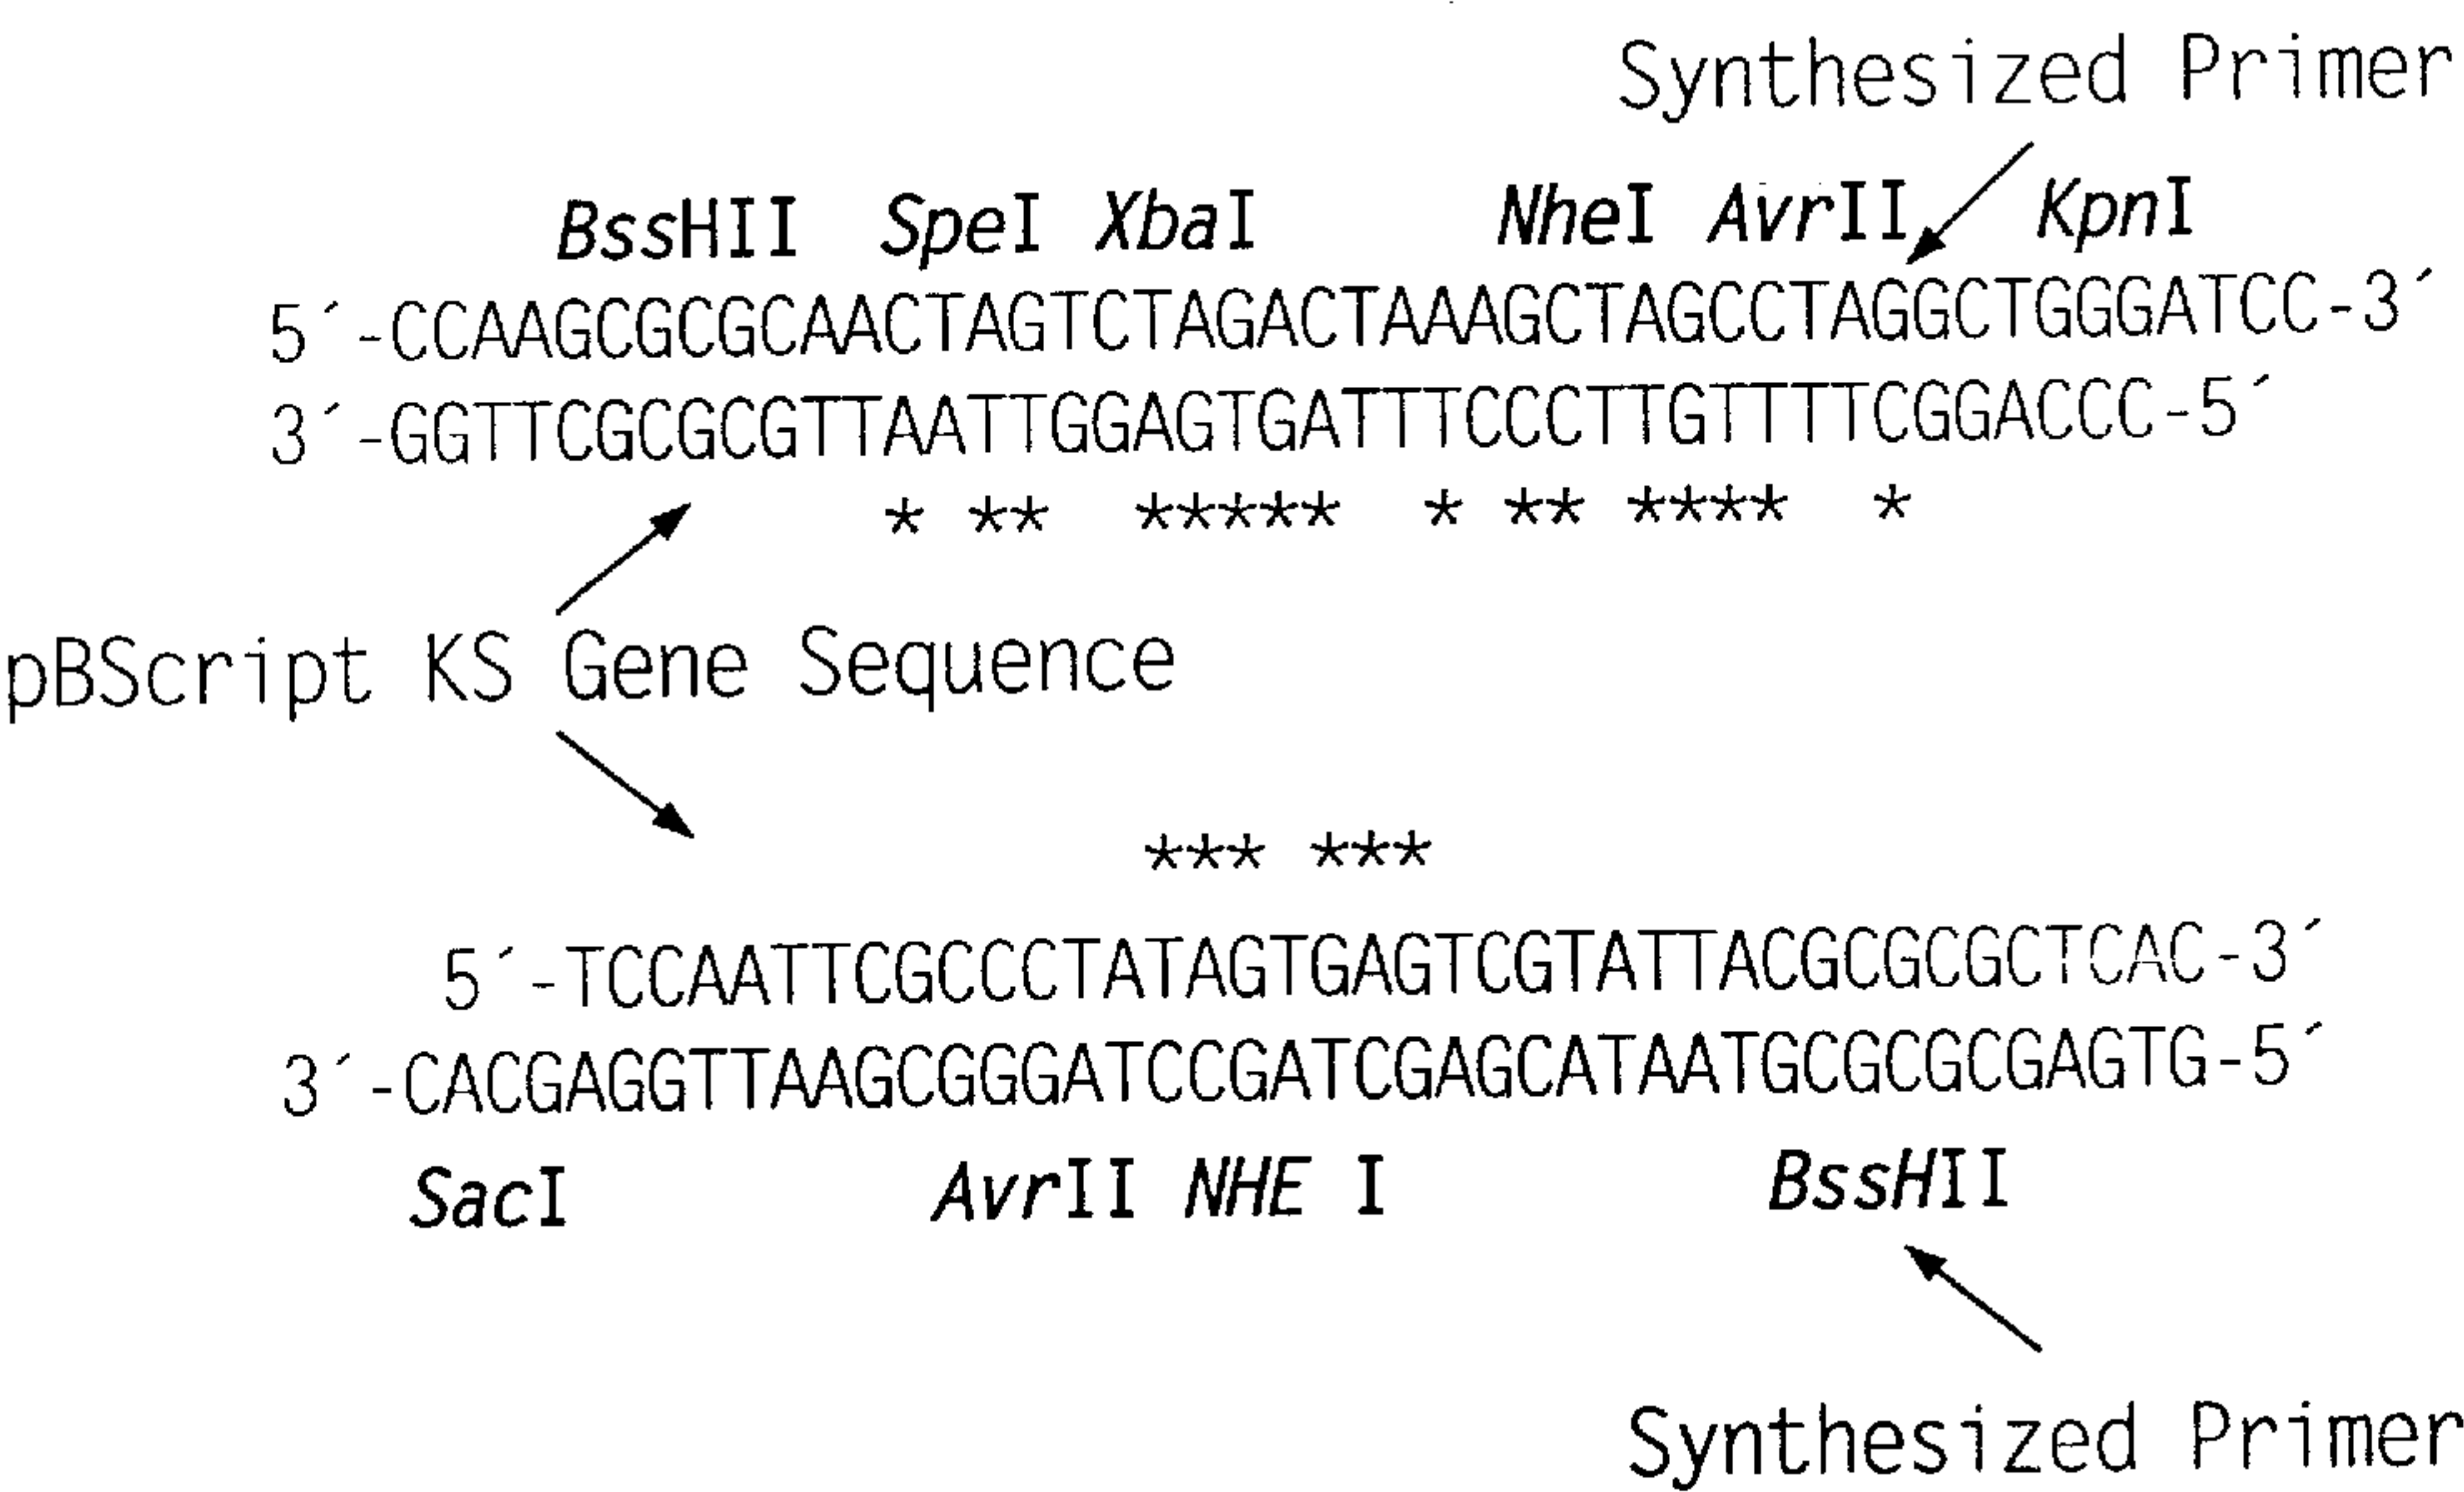 Synthesized Primer
BssHII SpeI XbaI NheI AvrII KpnI
5´-CCAAGCGCGCAACTAGTCTAGACTAAAGCTAGCCTAGGCTGGGATCC-3´
3´-GGTTCGCGCGTTAATTGGAGTGATTTCCCTTGTTTTCGGACCC-5´
* ** ***** * ** **** *
pBScript KS Gene Sequence
*** ***
5´-TCCAATTCGCCCTATAGTGAGTCGTATTACGCGCGCTCAC-3´
3´-CACGAGGTTAAGCGGGATCCGATCGAGCATAATGCGCGCGAGTG-5´
SacI AvrII NHE I BssHII
Synthesized Primer